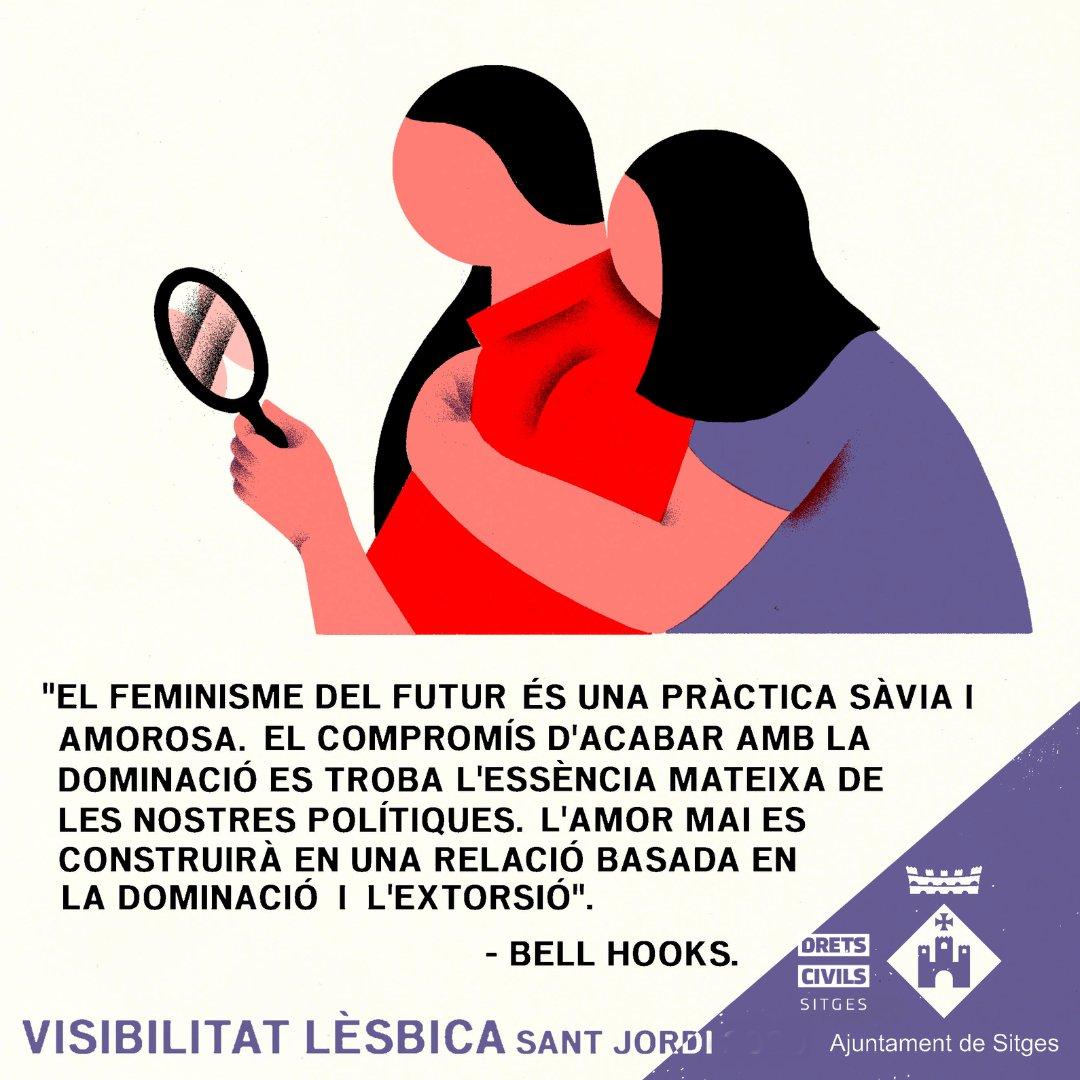 "EL FEMINISME DEL FUTUR ÉS UNA PRÀCTICA SÀVIA I
AMOROSA. EL COMPROMÍS D'ACABAR AMB LA
DOMINACIÓ ES TROBA L'ESSÈNCIA MATEIXA DE
LES NOSTRES POLÍTIQUES. L'AMOR MAI ES
CONSTRUIRÀ EN UNA RELACIÓ BASADA EN
LA DOMINACIÓ I L'EXTORSIÓ".
- BELL HOOKS.
DRETS
CIVILS
SITGES
VISIBILITAT LÈSBICA SANT JORDI
Ajuntament de Sitges